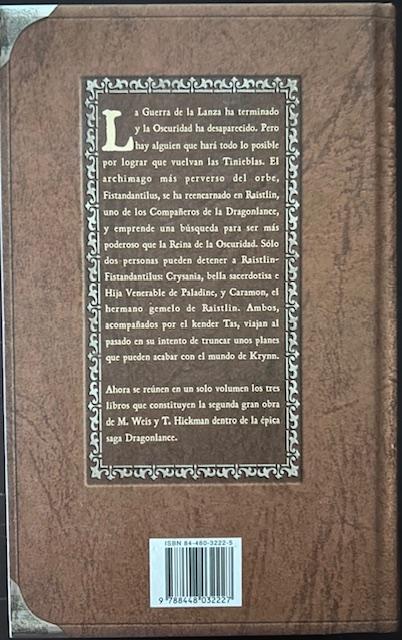 La Guerra de la Lanza ha terminado
y la Oscuridad ha desaparecido. Pero
hay alguien que hará todo lo posible
por lograr que vuelvan las Tinieblas. El
archimago más perverso del orbe,
Fistandantilus, se ha reencarnado en Raistlin,
uno de los Compañeros de la Dragonlance,
y emprende una búsqueda para ser más
poderoso que la Reina de la Oscuridad. Sólo
dos personas pueden detener a Raistlin-
Fistandantilus: Crysania, bella sacerdotisa e
Hija Venerable de Paladine, y Caramon, el
hermano gemelo de Raistlin. Ambos,
acompañados por el kender Tas, viajan al
pasado en su intento de truncar unos planes
que pueden acabar con el mundo de Krynn.
Ahora se reúnen en un solo volumen los tres
libros que constituyen la segunda gran obra
de M. Weis y T. Hickman dentro de la épica
saga Dragonlance.
ISBN 84-480-3222-5
9 788448 032227